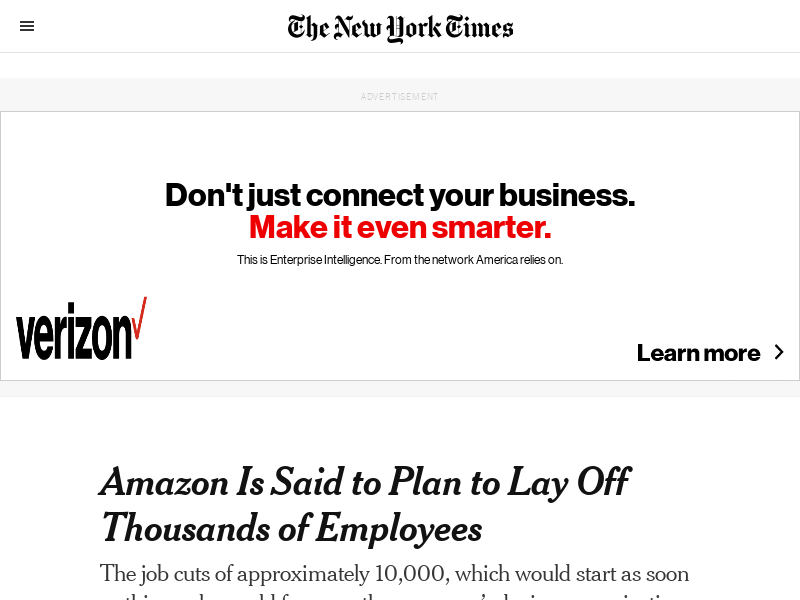 The New York Times
ADVERTISEMENT
Don't just connect your business.
Make it even smarter.
This is Enterprise Intelligence. From the network America relies on.
verizon
Learn more
Amazon Is Said to Plan to Lay Off
Thousands of Employees
The job cuts of approximately 10,000, which would start as soon